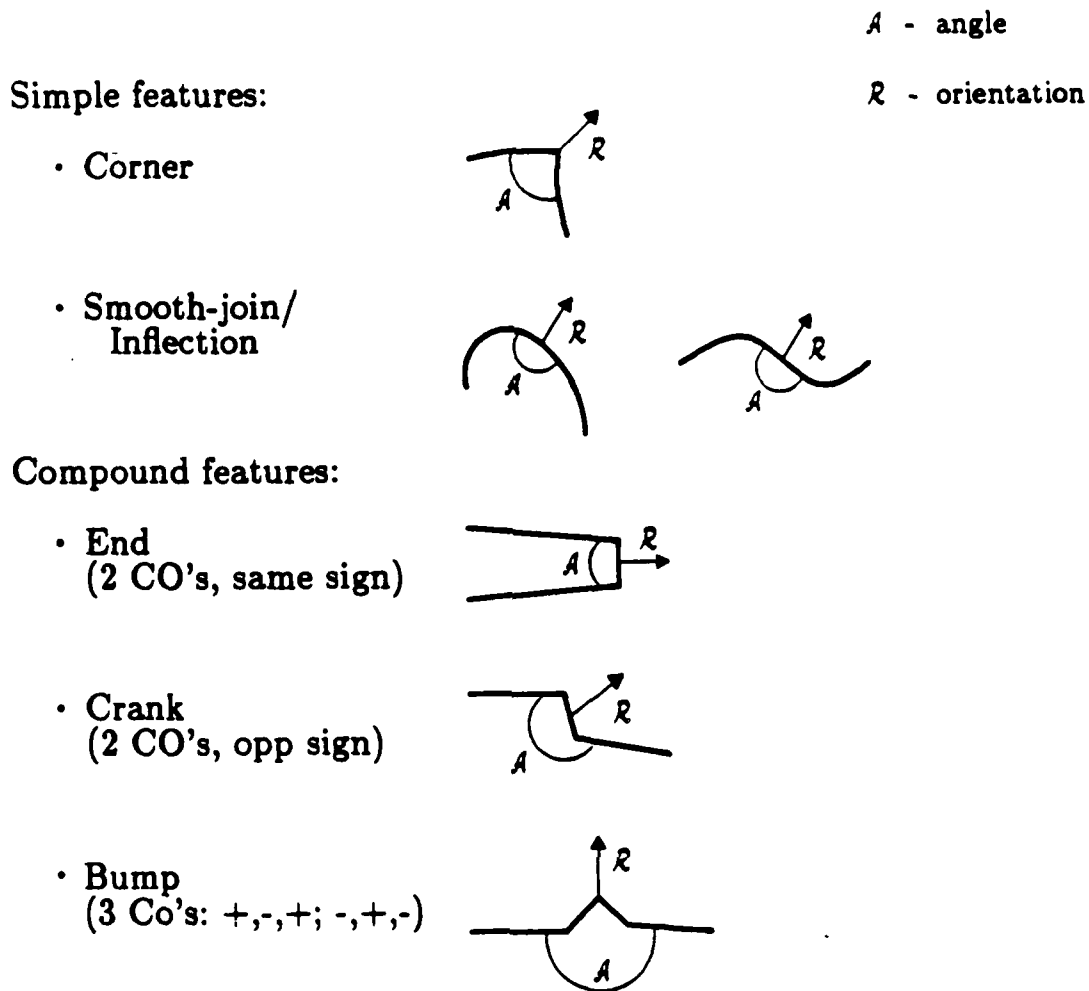 A - angle
Simple features:
R - orientation
R
• Corner
A
• Smooth-join/
Inflection
R
A
R
A
Compound features:
• End
(2 CO's, same sign)
A
R
• Crank
(2 CO's, opp sign)
R
A
• Bump
(3 Co's: +,-,+; -,+,-)
R
A